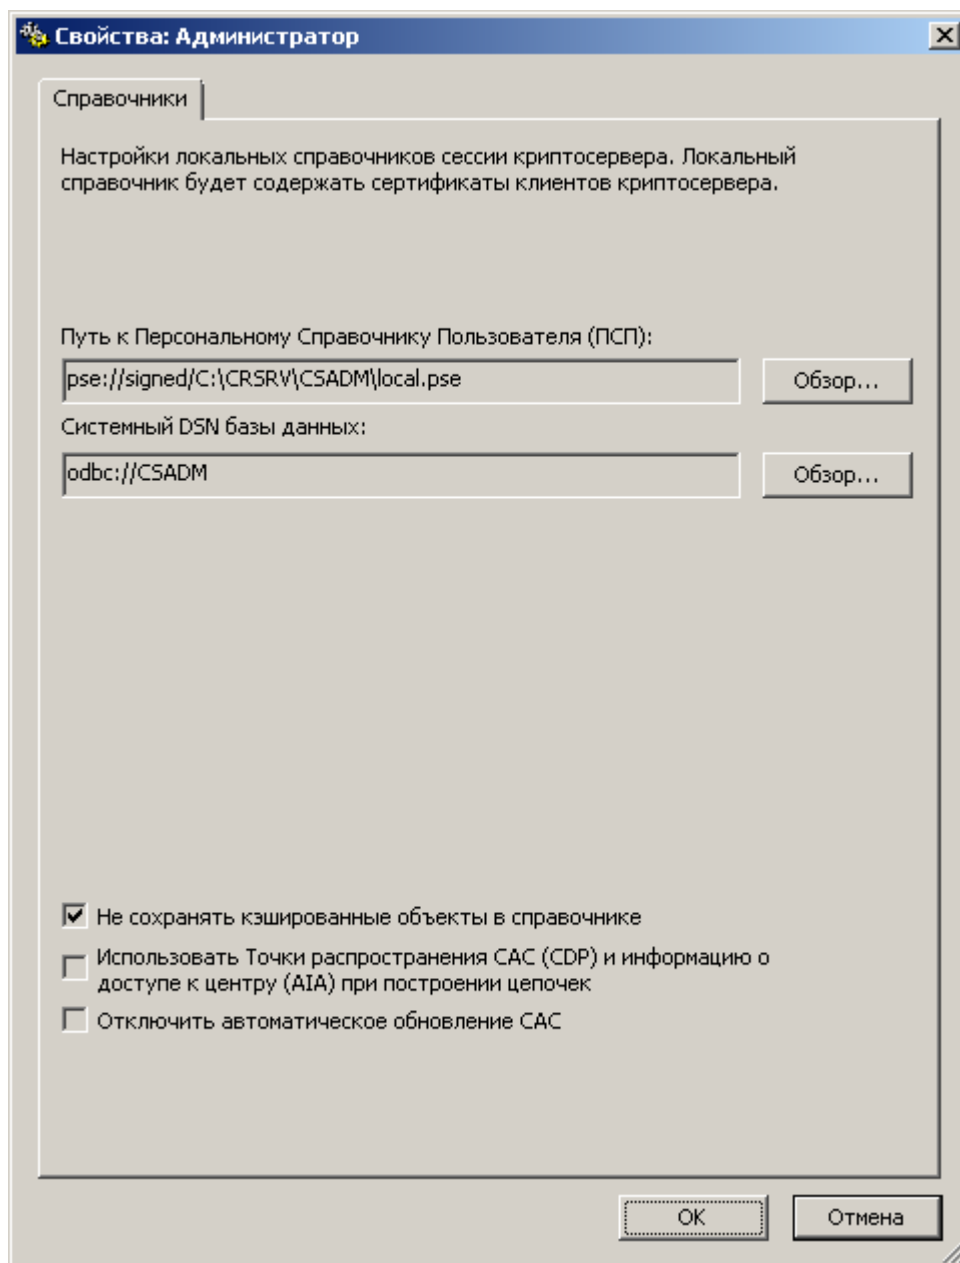 Свойства: Администратор
Справочники
Настройки локальных справочников сессии криптосервера. Локальный
справочник будет содержать сертификаты клиентов криптосервера.
Путь к Персональному Справочнику Пользователя (ПСП):
pse://signed/C:\CRSRV\CSADM\local.pse
Обзор...
Системный DSN базы данных:
odbc://CSADM
Обзор...
Не сохранять кэшированные объекты в справочнике
Использовать Точки распространения САС (CDP) и информацию о
доступе к центру (AIA) при построении цепочек
Отключить автоматическое обновление САС
ОК
Отмена